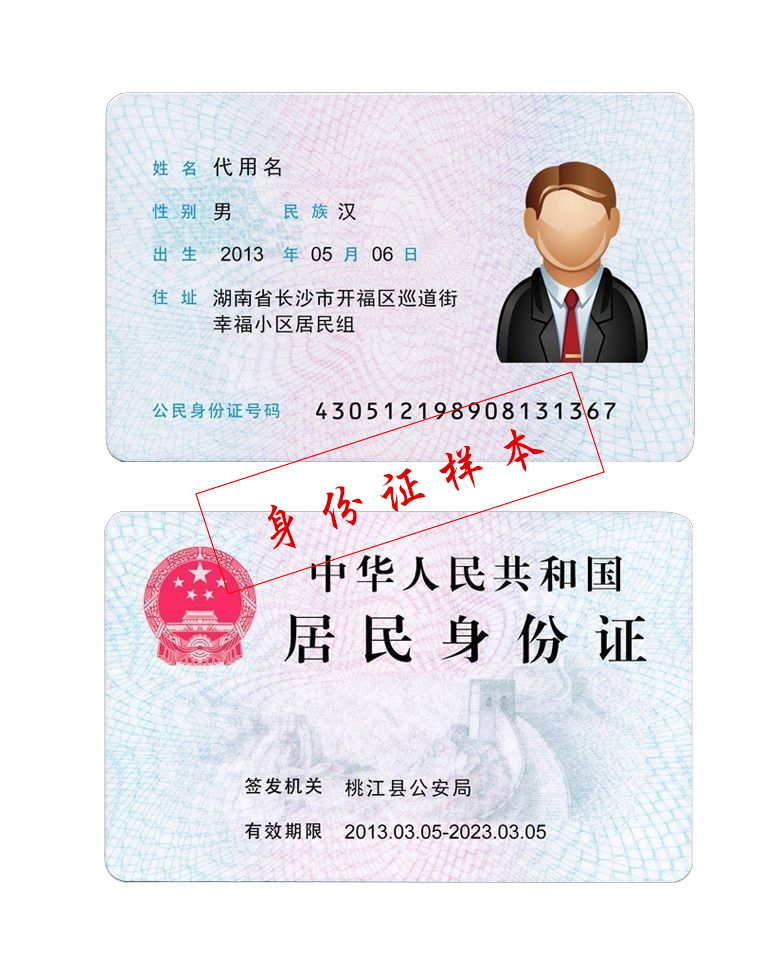 姓名 代用名
性别 男 民族 汉
出生 2013 年 05 月 06 日
住址 湖南省长沙市开福区巡道街
幸福小区居民组
公民身份证号码 430512198908131367
身份证样本
中华人民共和国
居民身份证
签发机关 桃江县公安局
有效期限 2013.03.05-2023.03.05